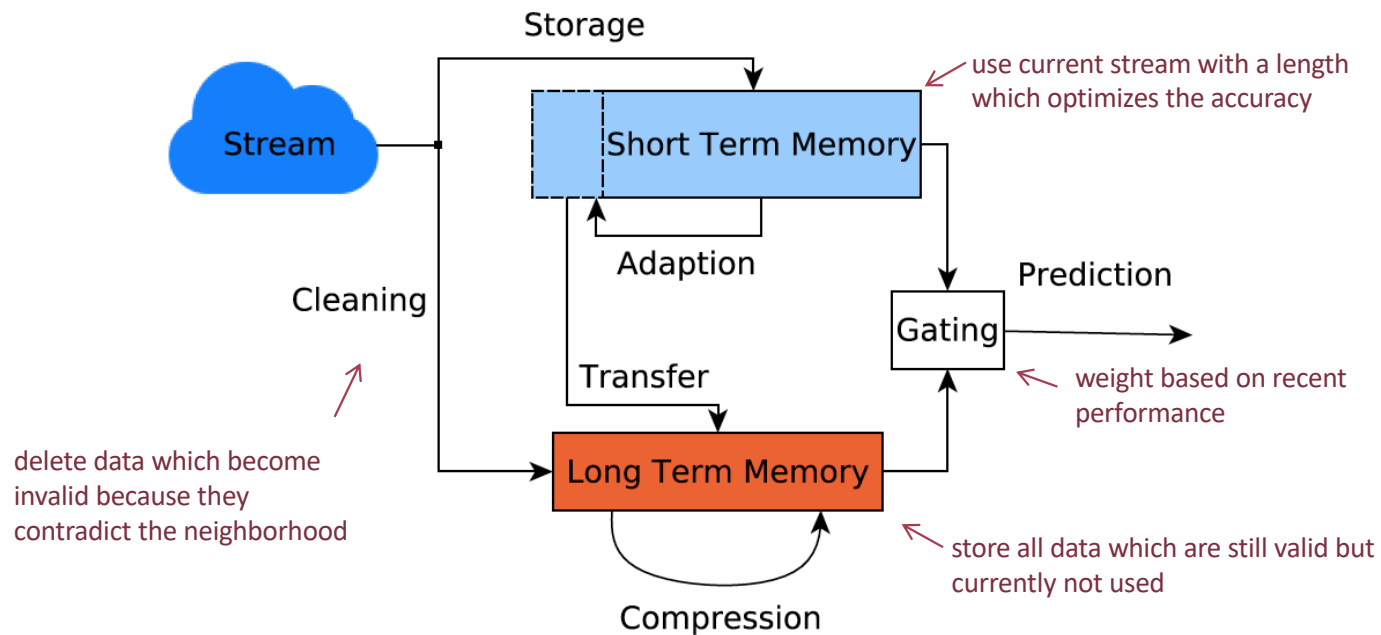 Storage
use current stream with a length
which optimizes the accuracy
Stream
Short Term Memory
Adaption
Cleaning
Prediction
Gating
Transfer
weight based on recent
performance
delete data which become
invalid because they
contradict the neighborhood
Long Term Memory
store all data which are still valid but
currently not used
Compression